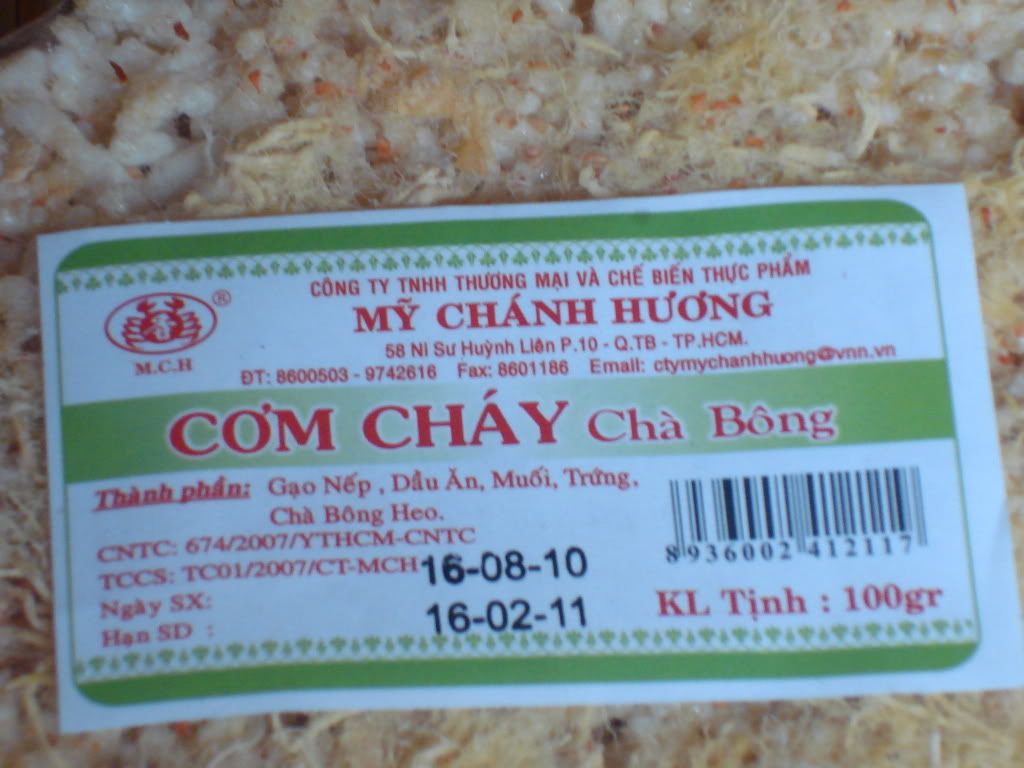 CÔNG TY TNHH THƯƠNG MẠI VÀ CHẾ BIẾN THỰC PHẨM
MỸ CHÁNH HƯƠNG
®
M.C.H
58 Ni Sư Huỳnh Liên P.10 - Q.TB - TP.HCM.
ĐT: 8600503 - 9742616 Fax: 8601186 Email: ctymychanhhuong@vnn.vn
CƠM CHÁY Chà Bông
Thành phần: Gạo Nếp , Dầu Ăn, Muối, Trứng,
Chà Bông Heo.
CNTC: 674/2007/YTHCM-CNTC
TCCS: TC01/2007/CT-MCH
Ngày SX: 16-08-10
Hạn SD : 16-02-11
8 936002 412117
KL Tịnh : 100gr